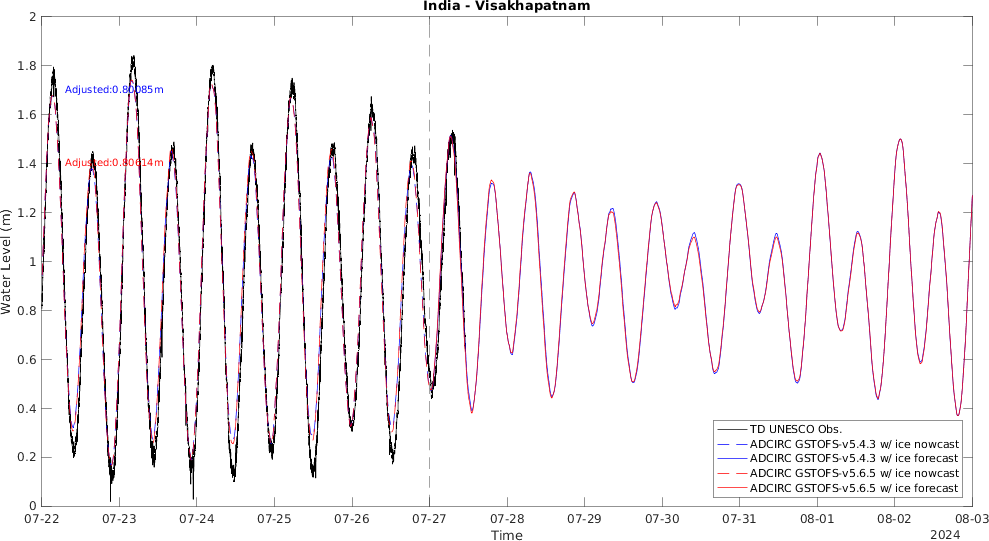 India - Visakhapatnam
2
1.8
1.6
1.4
1.2
1
0.8
0.6
0.4
0.2
0
Water Level (m)
Adjusted:0.80085m
Adjusted:0.80614m
TD UNESCO Obs.
ADCIRC GSTOFS-v5.4.3 w/ ice nowcast
ADCIRC GSTOFS-v5.4.3 w/ ice forecast
ADCIRC GSTOFS-v5.6.5 w/ ice nowcast
ADCIRC GSTOFS-v5.6.5 w/ ice forecast
07-22 07-23 07-24 07-25 07-26 07-27 07-28 07-29 07-30 07-31 08-01 08-02 08-03
Time
2024